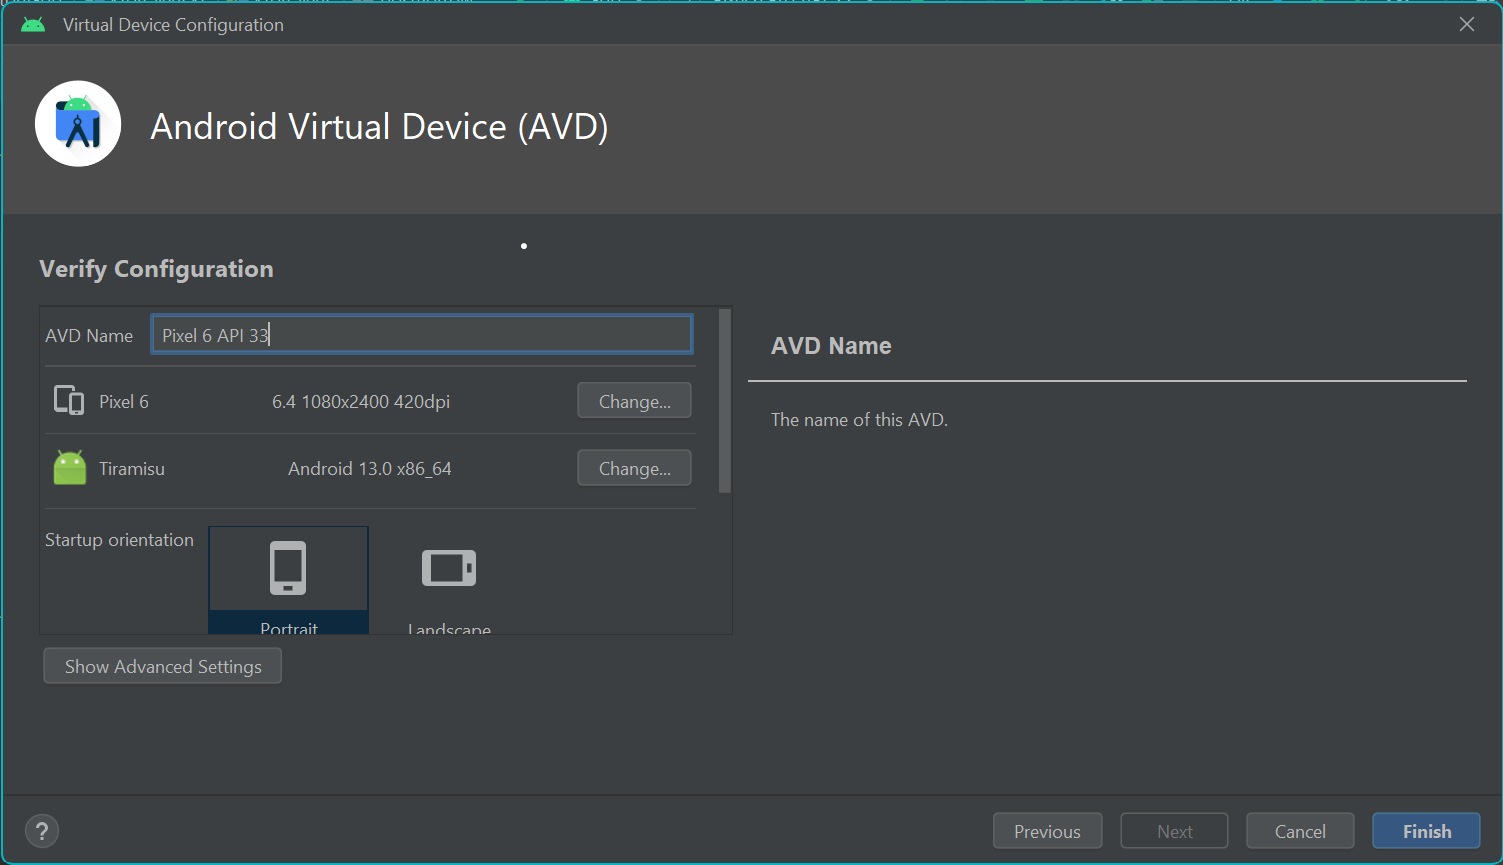 Virtual Device Configuration
Android Virtual Device (AVD)
Verify Configuration
AVD Name Pixel 6 API 33
Pixel 6 6.4 1080x2400 420dpi Change...
Tiramisu Android 13.0 x86_64 Change...
Startup orientation
Portrait Landscape
Show Advanced Settings
AVD Name
The name of this AVD.
? Previous Next Cancel Finish